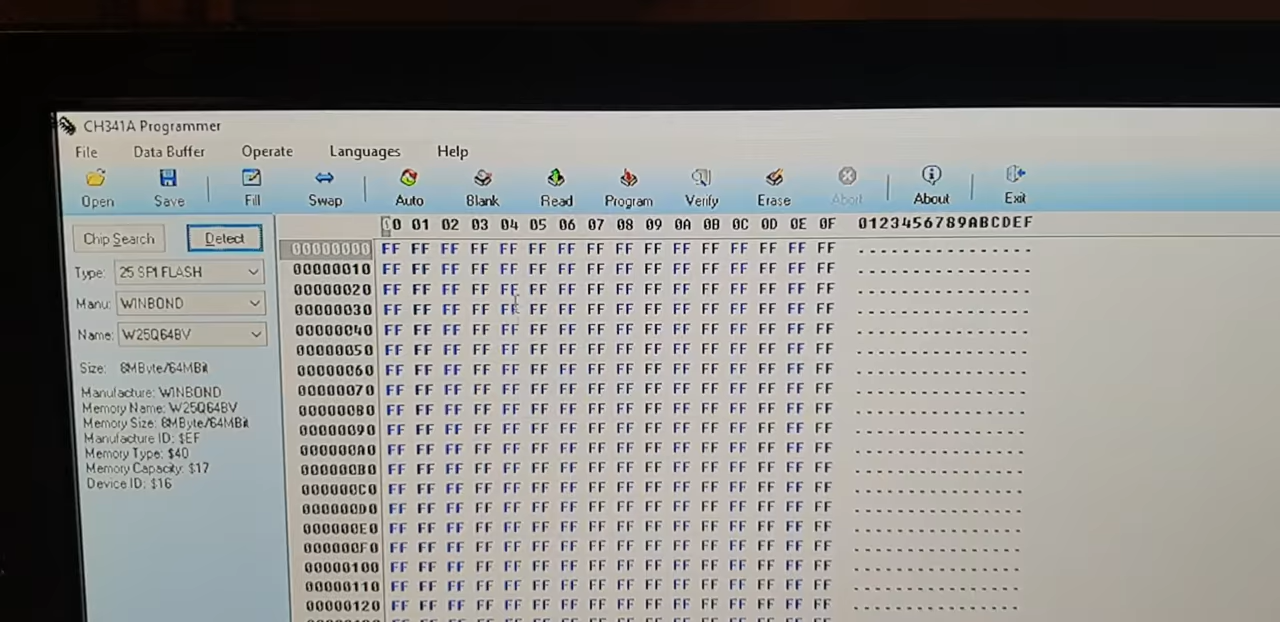 CH341A Programmer
File Data Buffer Operate Languages Help
Open Save Fill Swap Auto Blank Read Program Verify Erase Abort About Exit
Chip Search Detect
Type: 25 SPI FLASH
Manu: WINBOND
Name: W25Q64BV
Size: 8MByte/64MBit
Manufacture: WINBOND
Memory Name: W25Q64BV
Memory Size: 8MByte/64MBit
Manufacture ID: $EF
Memory Type: $40
Memory Capacity: $17
Device ID: $16
00 01 02 03 04 05 06 07 08 09 0A 0B 0C 0D 0E 0F 0123456789ABCDEF
00000000 FF FF FF FF FF FF FF FF FF FF FF FF FF FF FF FF ................
00000010 FF FF FF FF FF FF FF FF FF FF FF FF FF FF FF FF ................
00000020 FF FF FF FF FF FF FF FF FF FF FF FF FF FF FF FF ................
00000030 FF FF FF FF FF FF FF FF FF FF FF FF FF FF FF FF ................
00000040 FF FF FF FF FF FF FF FF FF FF FF FF FF FF FF FF ................
00000050 FF FF FF FF FF FF FF FF FF FF FF FF FF FF FF FF ................
00000060 FF FF FF FF FF FF FF FF FF FF FF FF FF FF FF FF ................
00000070 FF FF FF FF FF FF FF FF FF FF FF FF FF FF FF FF ................
00000080 FF FF FF FF FF FF FF FF FF FF FF FF FF FF FF FF ................
00000090 FF FF FF FF FF FF FF FF FF FF FF FF FF FF FF FF ................
000000A0 FF FF FF FF FF FF FF FF FF FF FF FF FF FF FF FF ................
000000B0 FF FF FF FF FF FF FF FF FF FF FF FF FF FF FF FF ................
000000C0 FF FF FF FF FF FF FF FF FF FF FF FF FF FF FF FF ................
000000D0 FF FF FF FF FF FF FF FF FF FF FF FF FF FF FF FF ................
000000E0 FF FF FF FF FF FF FF FF FF FF FF FF FF FF FF FF ................
000000F0 FF FF FF FF FF FF FF FF FF FF FF FF FF FF FF FF ................
00000100 FF FF FF FF FF FF FF FF FF FF FF FF FF FF FF FF ................
00000110 FF FF FF FF FF FF FF FF FF FF FF FF FF FF FF FF ................
00000120 FF FF FF FF FF FF FF FF FF FF FF FF FF FF FF FF ................